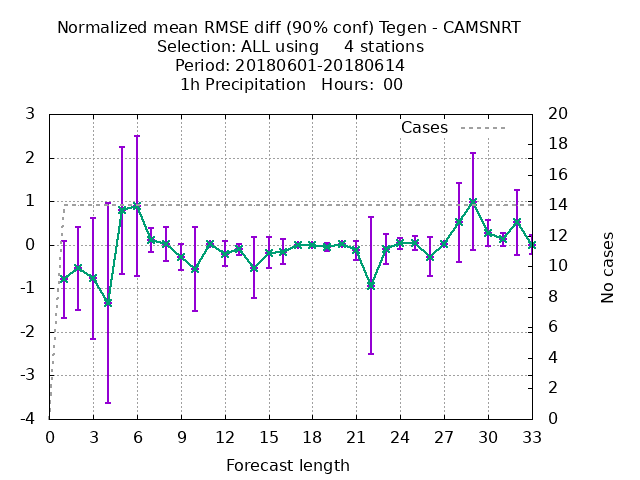 Normalized mean RMSE diff (90% conf) Tegen - CAMSNRT
Selection: ALL using     4 stations
Period: 20180601-20180614
1h Precipitation   Hours:  00
3
2
1
0
-1
-2
-3
-4
20
18
16
14
12
10
8
6
4
2
0
Cases
No cases
0 3 6 9 12 15 18 21 24 27 30 33
Forecast length